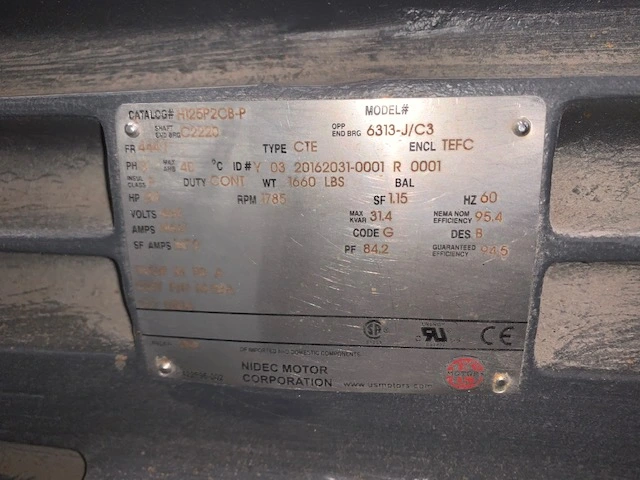 CATALOG# H125P2CB-P MODEL#
SHAFT END BRG C2220 OPP END BRG 6313-J/C3
FR TYPE CTE ENCL TEFC
PH MAX AMB 40 °C ID# Y 03 20162031-0001 R 0001
INSUL CLASS DUTY CONT WT 1660 LBS BAL
HP RPM 1785 SF 1.15 HZ 60
VOLTS MAX KVAR 31.4 NEMA NOM EFFICIENCY 95.4
AMPS CODE G DES B
SF AMPS PF 84.2 GUARANTEED EFFICIENCY 94.5
OF IMPORTED AND DOMESTIC COMPONENTS
NIDEC MOTOR
CORPORATION www.usmotors.com
MOTORS